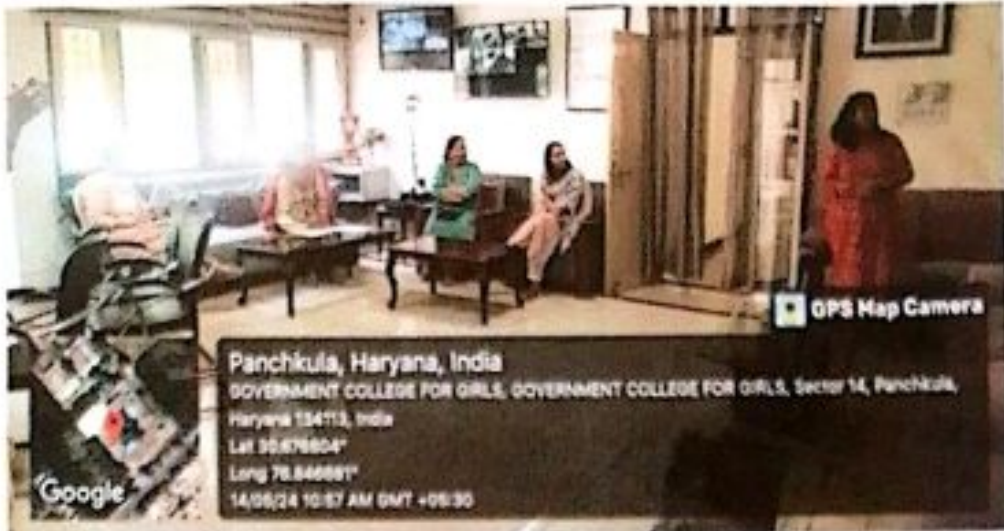 GPS Map Camera
Panchkula, Haryana, India
GOVERNMENT COLLEGE FOR GIRLS, GOVERNMENT COLLEGE FOR GIRLS, Sector 14, Panchkula,
Haryana 134113, India
Lat 30.676604°
Long 76.846681°
14/05/24 10:57 AM GMT +05:30
Google